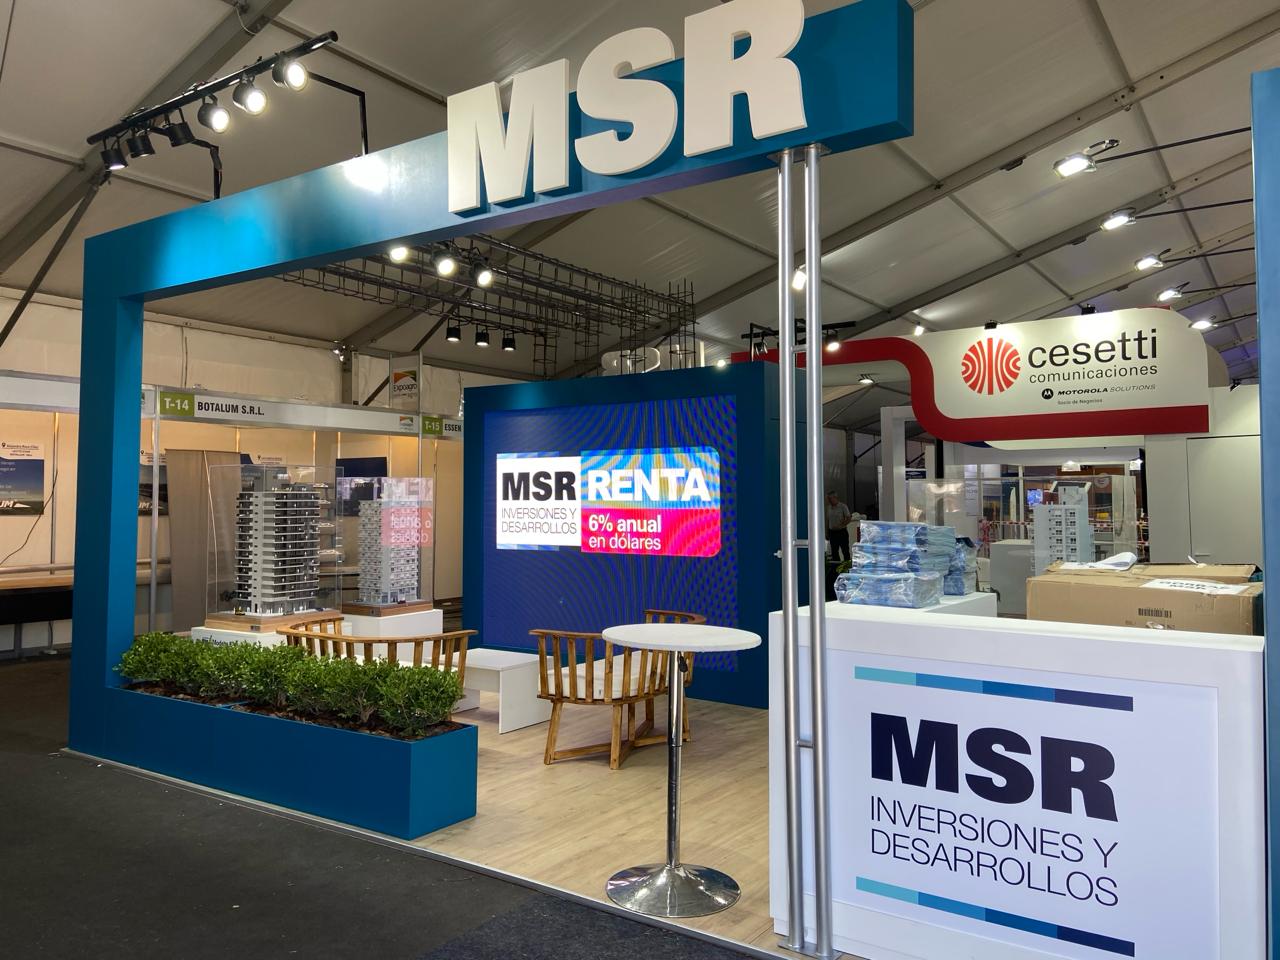 MSR
T-14 BOTALUM S.R.L.
Expoagro
T-15 ESSEN
MSR RENTA
INVERSIONES Y
DESARROLLOS
6% anual
en dólares
cesetti
comunicaciones
MOTOROLA SOLUTIONS
Socio de Negocios
MSR
INVERSIONES Y
DESARROLLOS